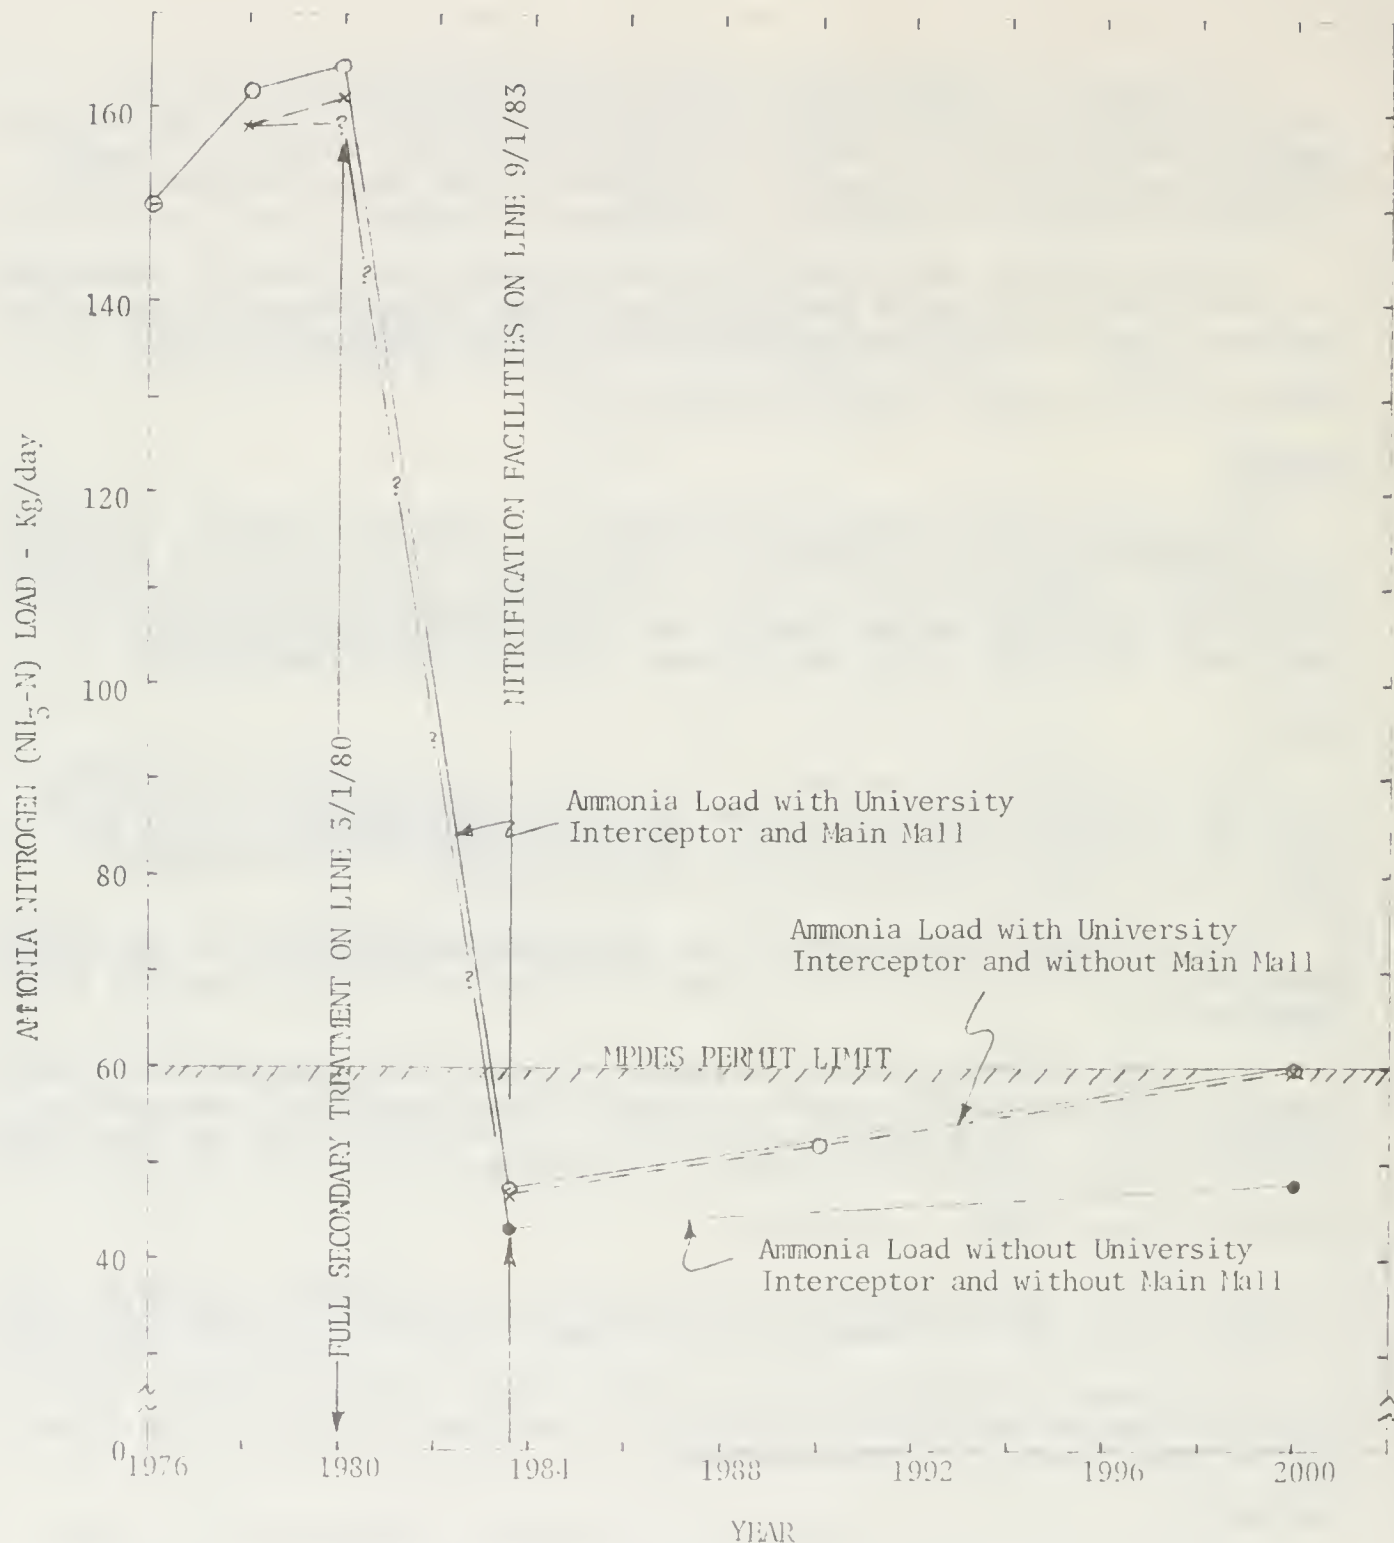 AMMONIA NITROGEN (NH3-N) LOAD - Kg/day
160
140
120
100
80
60
40
0
FULL SECONDARY TREATMENT ON LINE 3/1/80
NITRIFICATION FACILITIES ON LINE 9/1/83
?
?
?
?
?
?
Ammonia Load with University
Interceptor and Main Mall
Ammonia Load with University
Interceptor and without Main Mall
MPDES PERMIT LIMIT
Ammonia Load without University
Interceptor and without Main Mall
1976
1980
1984
1988
1992
1996
2000
YEAR